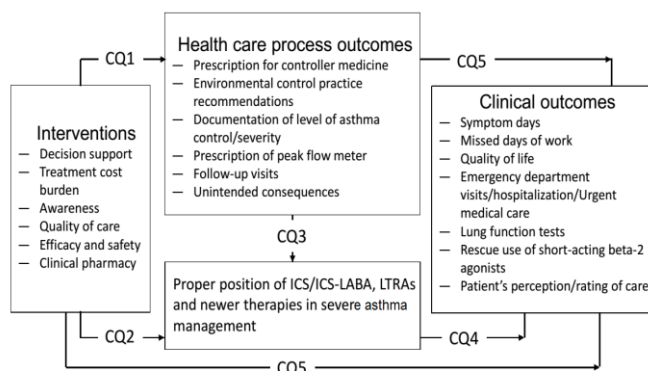 CQ1
Health care process outcomes
— Prescription for controller medicine
— Environmental control practice
recommendations
— Documentation of level of asthma
control/severity
— Prescription of peak flow meter
— Follow-up visits
— Unintended consequences
CQ5
Interventions
— Decision support
— Treatment cost
burden
— Awareness
— Quality of care
— Efficacy and safety
— Clinical pharmacy
Clinical outcomes
— Symptom days
— Missed days of work
— Quality of life
— Emergency department
visits/hospitalization/Urgent
medical care
— Lung function tests
— Rescue use of short-acting beta-2
agonists
— Patient's perception/rating of care
CQ3
Proper position of ICS/ICS-LABA, LTRAs
and newer therapies in severe asthma
management
CQ2
CQ4
CQ5